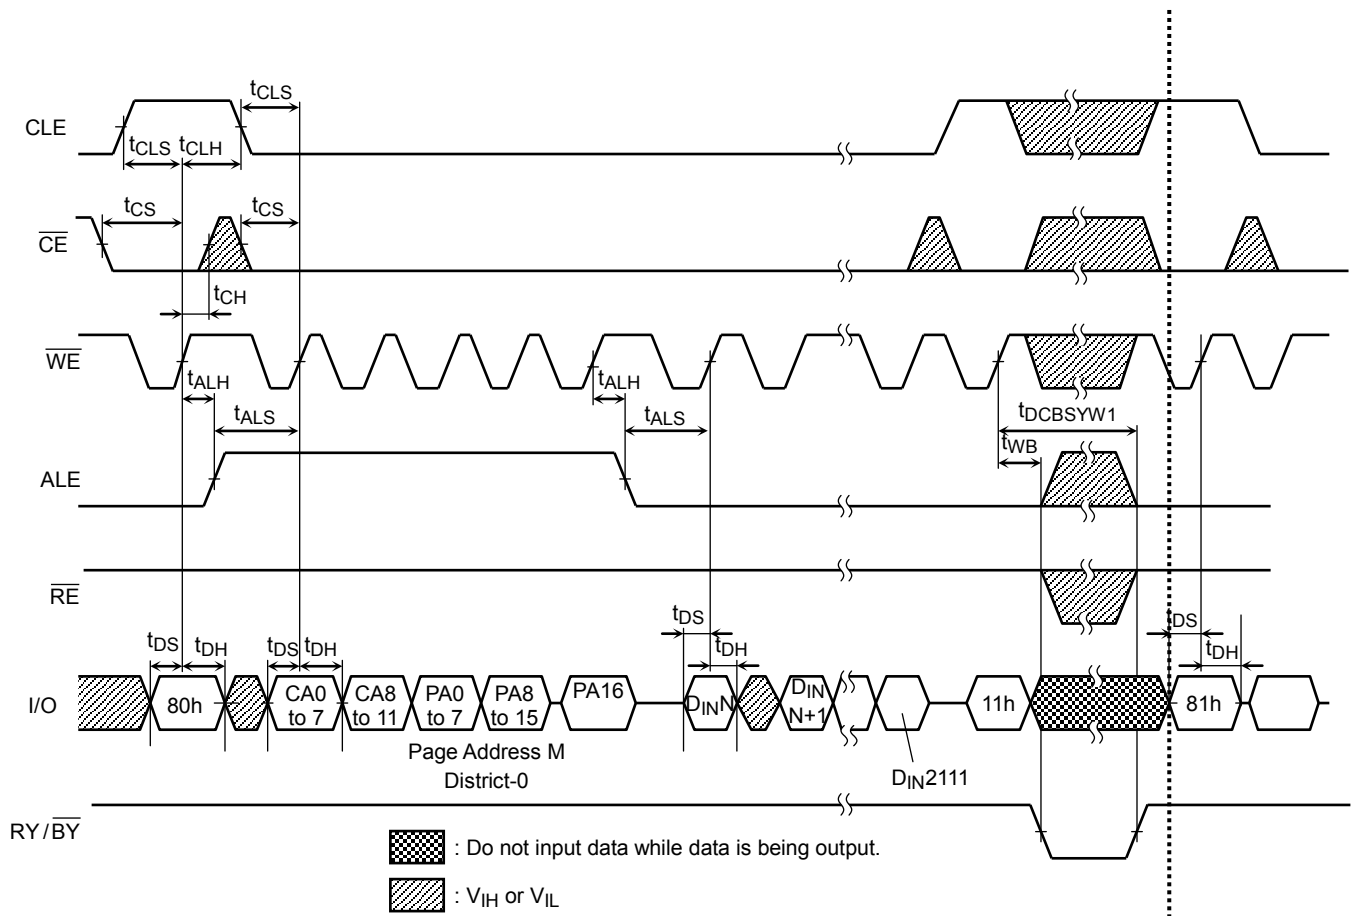 tCLS
CLE
tCLS tCLH
tCS tCS
CE
tCH
WE
tALH tALH
tALS tALS tDCBSYW1
tWB
ALE
RE
tDS tDS
tDS tDH tDS tDH tDH tDH
I/O 80h CA0 to 7 CA8 to 11 PA0 to 7 PA8 to 15 PA16 DINN DIN N+1 11h 81h
Page Address M
District-0
DIN2111
RY/BY
: Do not input data while data is being output.
: VIH or VIL